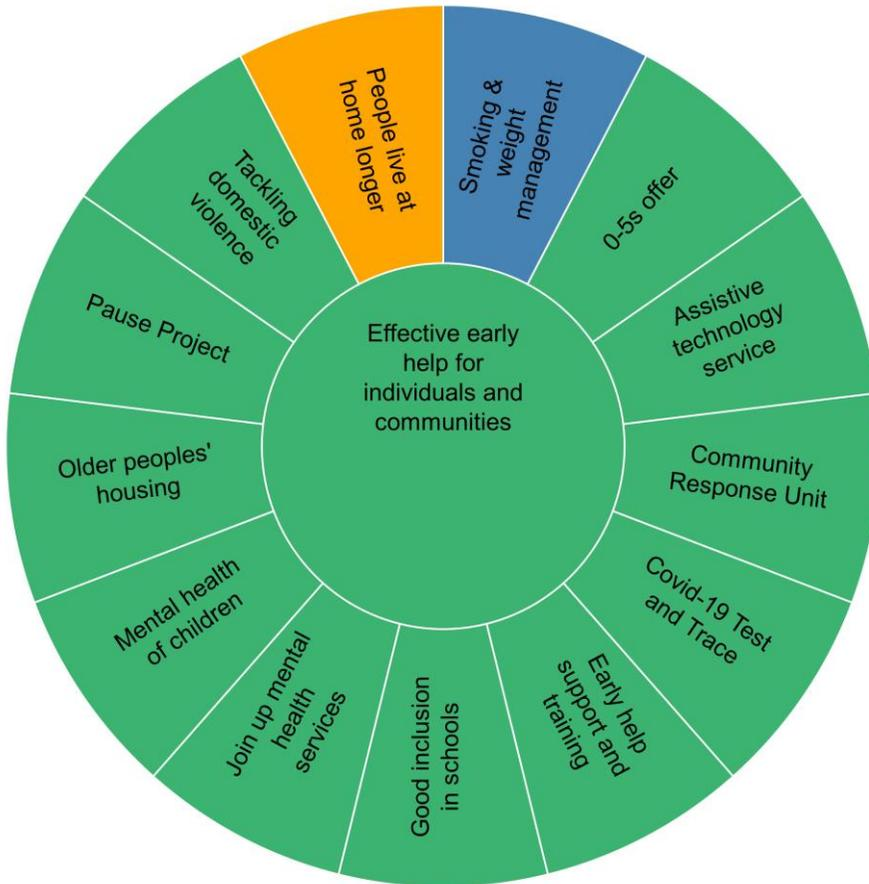 Effective early
help for
individuals and
communities
Smoking &
weight
management
0-5s offer
Assistive
technology
service
Community
Response Unit
Covid-19 Test
and Trace
Early help
support and
training
Good inclusion
in schools
Join up mental
health
services
Mental health
of children
Older peoples'
housing
Pause Project
Tackling
domestic
violence
People live at
home longer